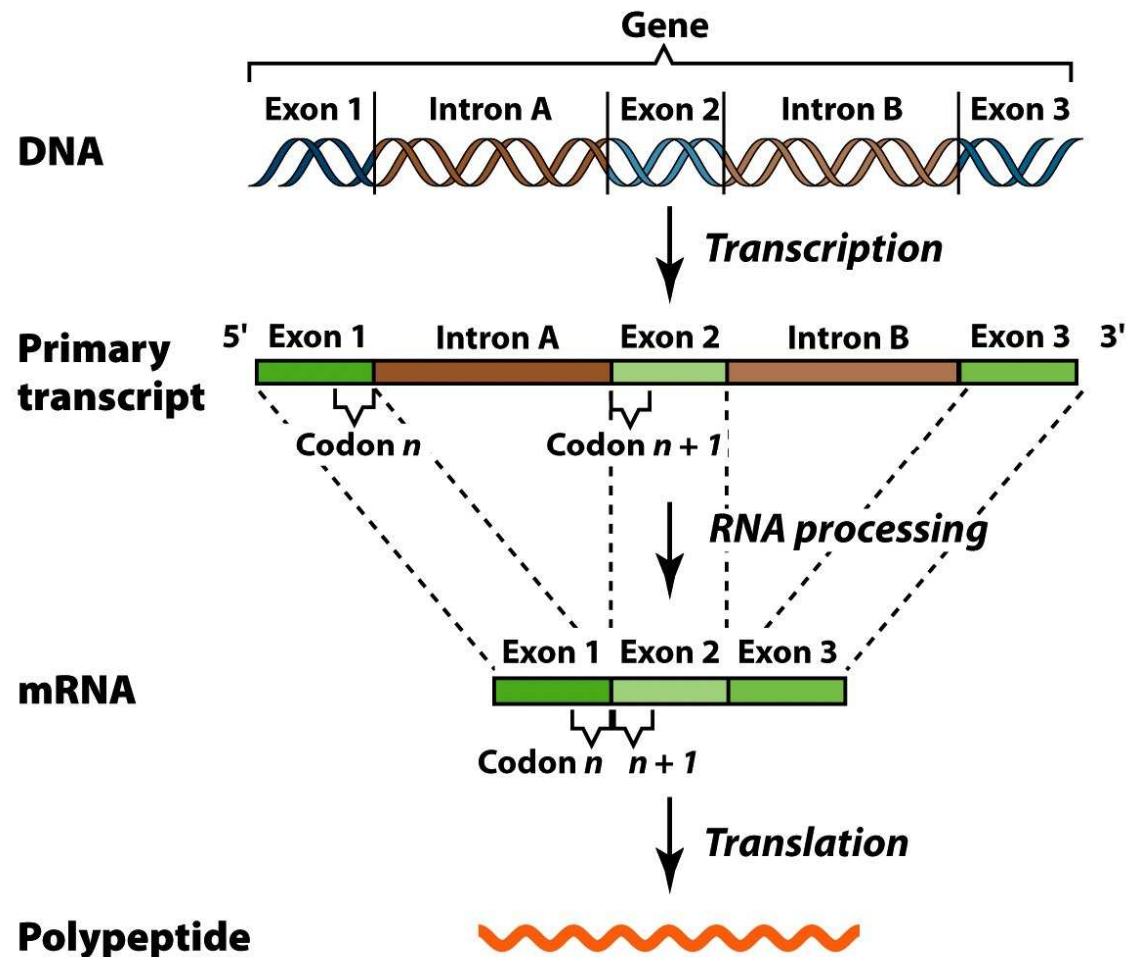 Gene
Exon 1 Intron A Exon 2 Intron B Exon 3
DNA
Transcription
Primary
transcript
5' Exon 1 Intron A Exon 2 Intron B Exon 3 3'
Codon n Codon n + 1
RNA processing
Exon 1 Exon 2 Exon 3
mRNA
Codon n n + 1
Translation
Polypeptide